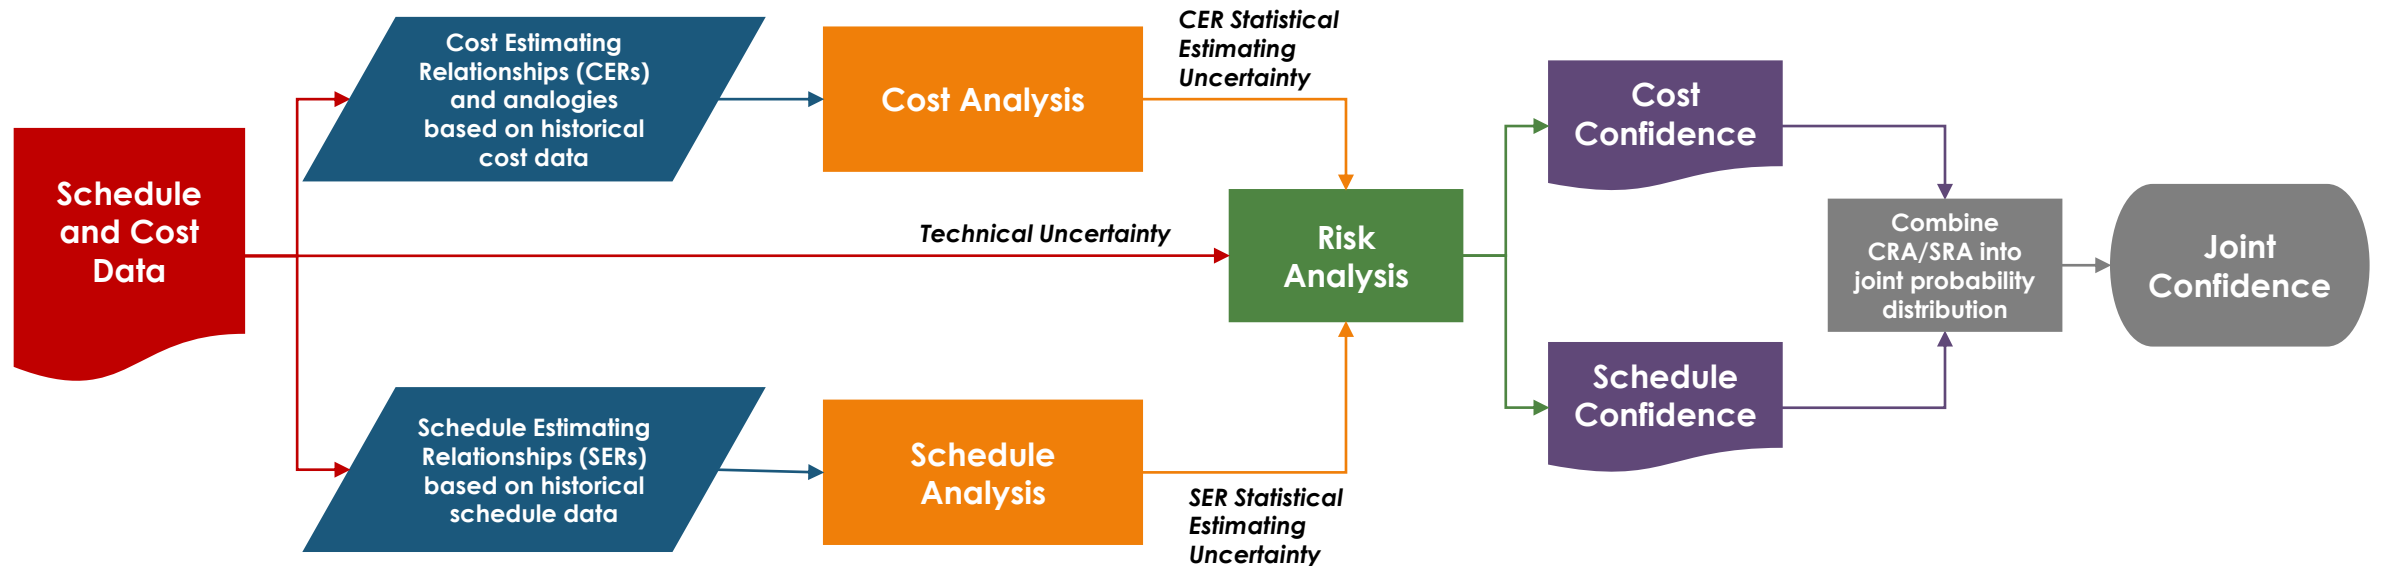 Schedule
and Cost
Data
Cost Estimating
Relationships (CERs)
and analogies
based on historical
cost data
Cost Analysis
CER Statistical
Estimating
Uncertainty
Technical Uncertainty
Schedule Estimating
Relationships (SERs)
based on historical
schedule data
Schedule
Analysis
SER Statistical
Estimating
Uncertainty
Risk
Analysis
Cost
Confidence
Schedule
Confidence
Combine
CRA/SRA into
joint probability
distribution
Joint
Confidence